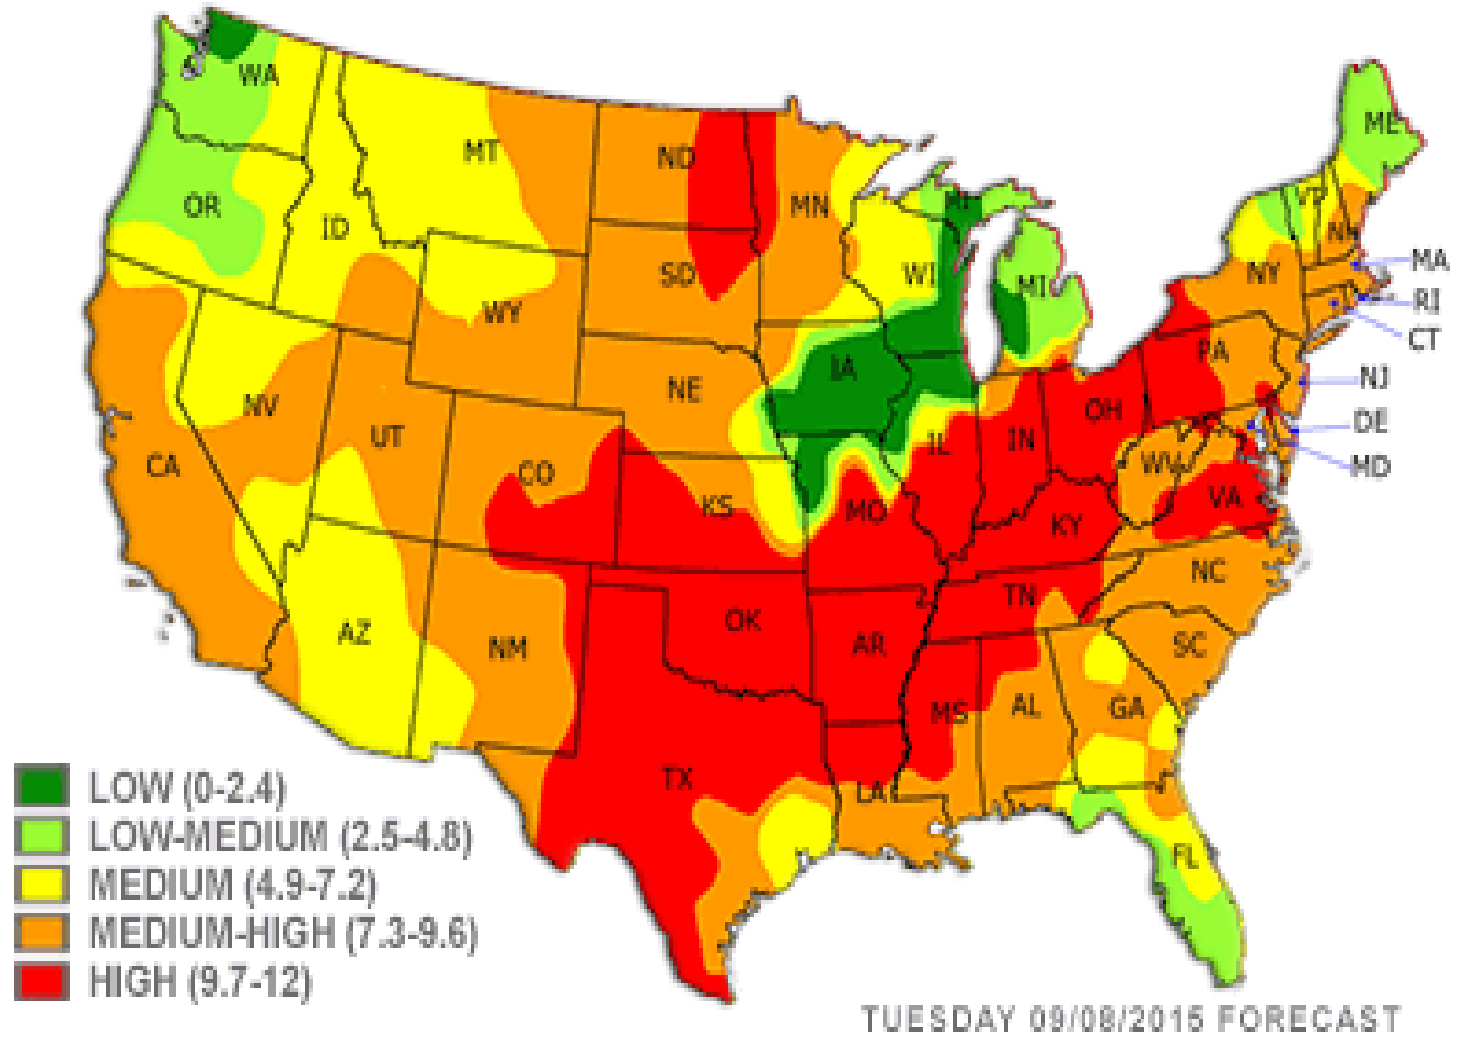 WA
ME
MT
ND
OR
MN
MI
VT
ID
NH
SD
WI
MI
NY
MA
WY
RI
CT
IA
PA
NE
NJ
NV
OH
UT
IL
IN
DE
CA
CO
WV
MD
KS
MO
VA
KY
NC
TN
AZ
OK
NM
AR
SC
MS
AL
GA
TX
LA
FL
LOW (0-2.4)
LOW-MEDIUM (2.5-4.8)
MEDIUM (4.9-7.2)
MEDIUM-HIGH (7.3-9.6)
HIGH (9.7-12)
TUESDAY 09/08/2015 FORECAST